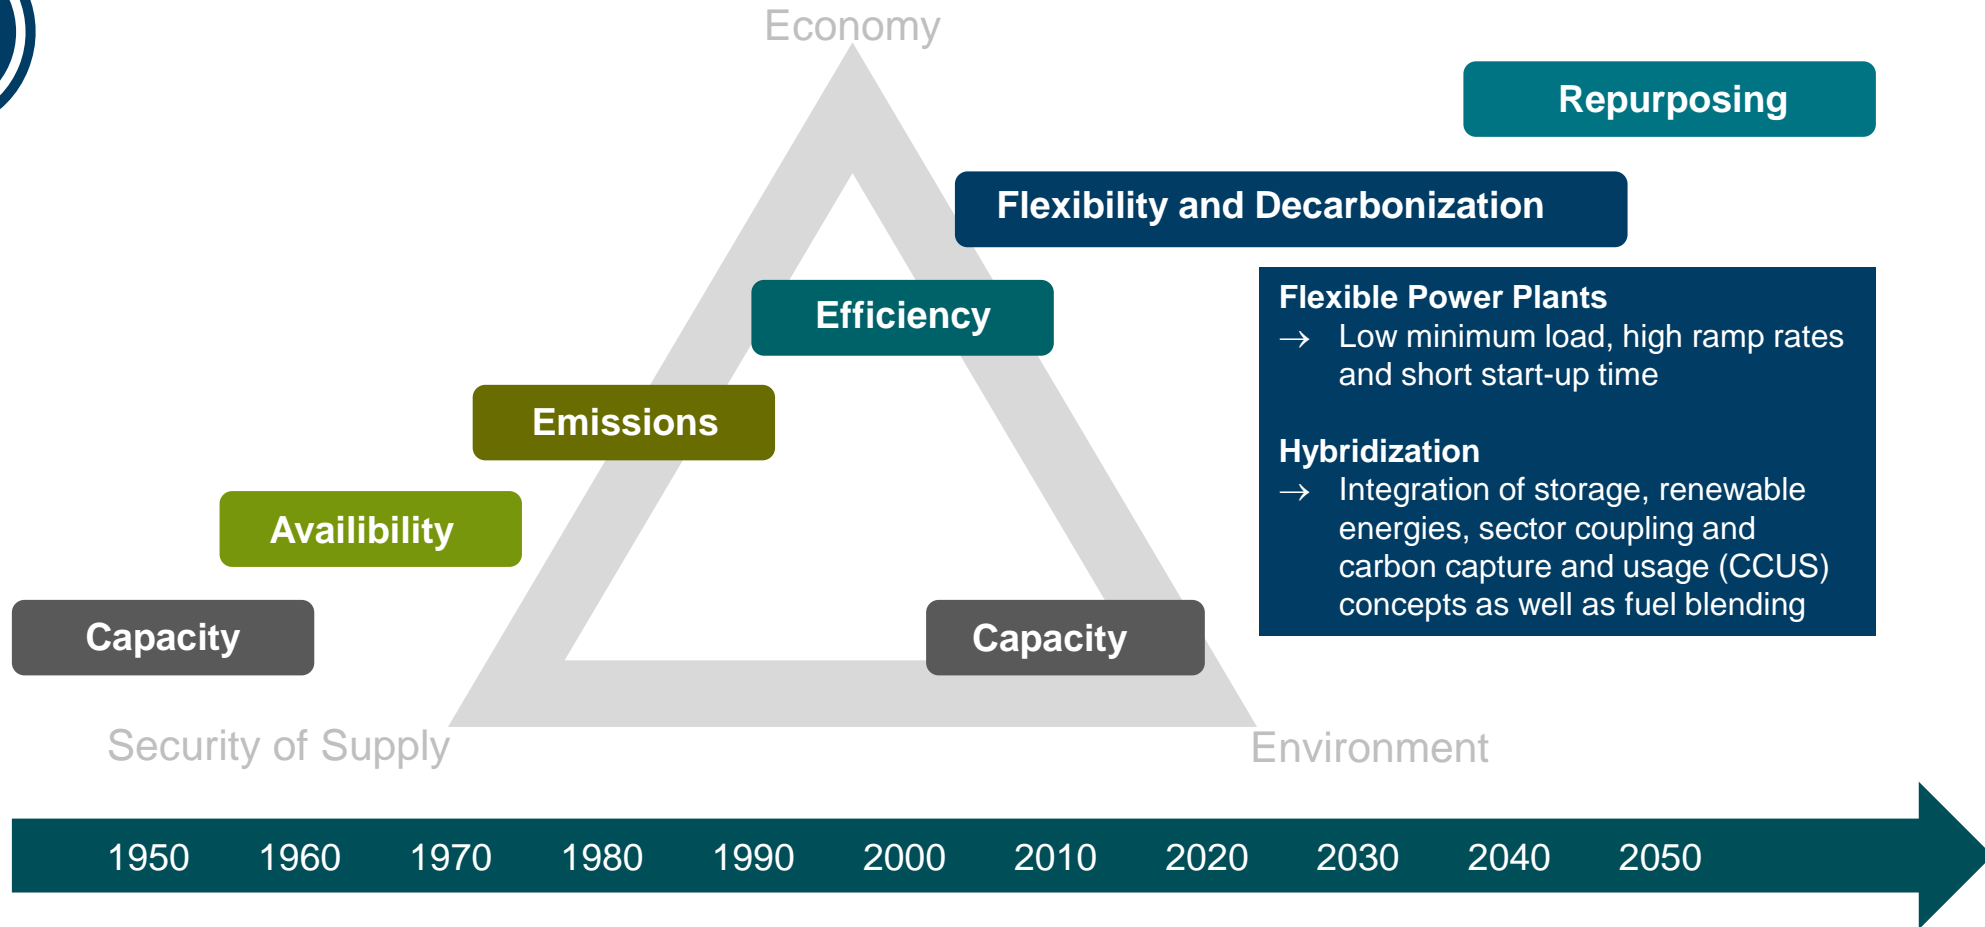 Economy
Repurposing
Flexibility and Decarbonization
Efficiency
Flexible Power Plants
→ Low minimum load, high ramp rates
and short start-up time
Emissions
Hybridization
→ Integration of storage, renewable
energies, sector coupling and
carbon capture and usage (CCUS)
concepts as well as fuel blending
Availibility
Capacity
Capacity
Security of Supply
Environment
1950 1960 1970 1980 1990 2000 2010 2020 2030 2040 2050